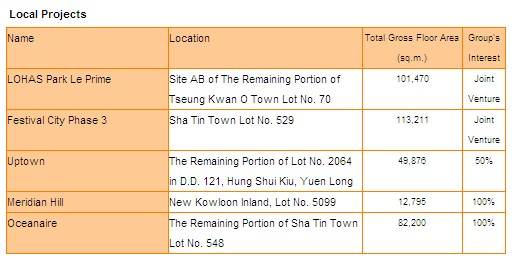 Local Projects
Name Location Total Gross Floor Area Group's
(sq.m.) Interest
LOHAS Park Le Prime Site AB of The Remaining Portion of 101,470 Joint
Tseung Kwan O Town Lot No. 70 Venture
Festival City Phase 3 Sha Tin Town Lot No. 529 113,211 Joint
Venture
Uptown The Remaining Portion of Lot No. 2064 49,876 50%
in D.D. 121, Hung Shui Kiu, Yuen Long
Meridian Hill New Kowloon Inland, Lot No. 5099 12,795 100%
Oceanaire The Remaining Portion of Sha Tin Town 82,200 100%
Lot No. 548